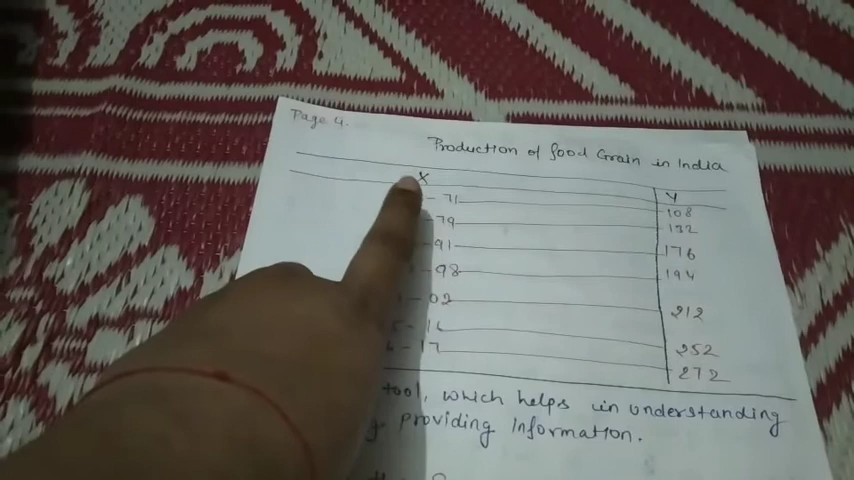 Page 4.
Production of food Grain in India
X Y
- 71 108
- 79 132
- 91 176
- 98 194
- 02 212
- 16 252
- 17 272
tool, which helps in understanding
providing information.